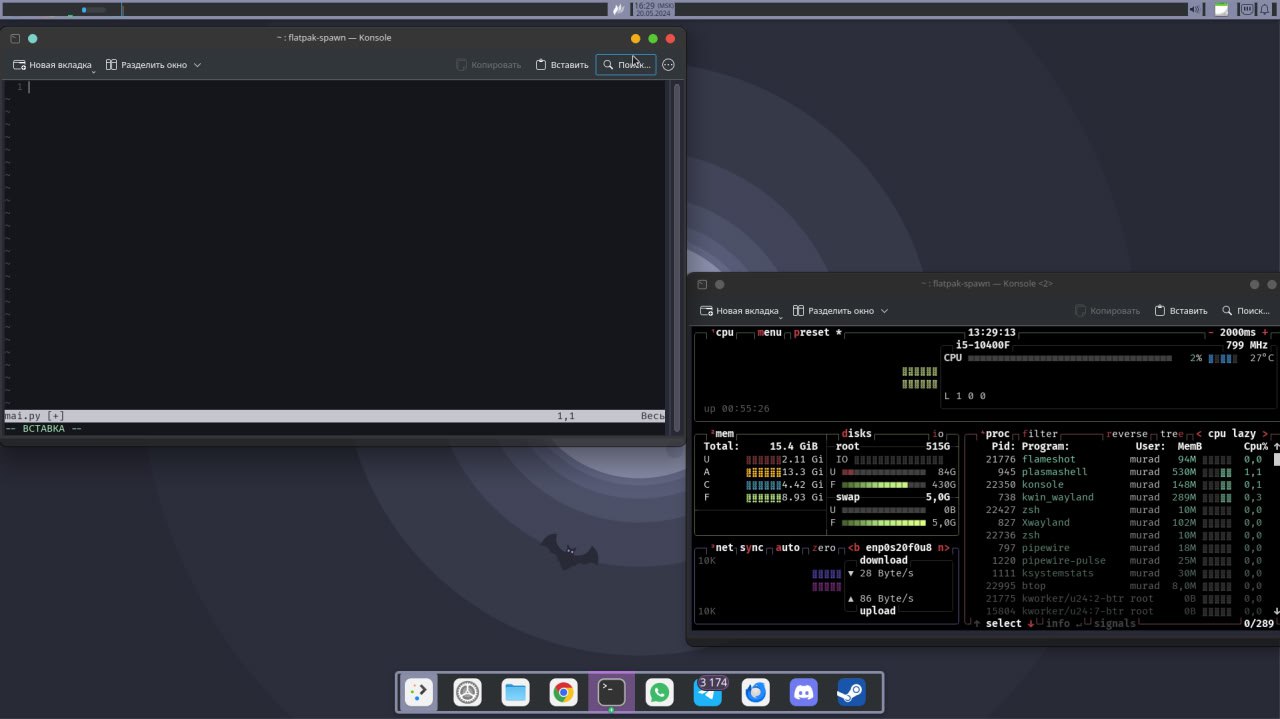 16:29 (MSK)
20.05.2024
~ : flatpak-spawn — Konsole
Новая вкладка
Разделить окно
Копировать
Вставить
Поиск...
1
~
mai.py [+]
1,1
Весь
-- ВСТАВКА --
~ : flatpak-spawn — Konsole <2>
Новая вкладка
Разделить окно
Копировать
Вставить
Поиск...
¹cpu menu preset * 13:29:13 - 2000ms +
i5-10400F 799 MHz
CPU 2% 27°C
L 1 0 0
up 00:55:26
²mem disks io
Total: 15.4 GiB root 515G
U 2.11 Gi IO
A 13.3 Gi U 84G
C 4.42 Gi F 430G
F 8.93 Gi swap 5,0G
U 0B
F 5,0G
³net sync auto zero <b enp0s20f0u8 n>
10K download
▼ 28 Byte/s
▲ 86 Byte/s
10K upload
⁴proc filter reverse tree < cpu lazy >
Pid: Program: User: MemB Cpu% ↑
21776 flameshot murad 94M 0,0
945 plasmashell murad 530M 1,1
22350 konsole murad 148M 0,1
738 kwin_wayland murad 289M 0,3
22427 zsh murad 10M 0,0
827 Xwayland murad 102M 0,0
22736 zsh murad 10M 0,0
797 pipewire murad 18M 0,0
1220 pipewire-pulse murad 25M 0,0
1111 ksystemstats murad 30M 0,0
22995 btop murad 8,0M 0,0
21775 kworker/u24:2-btr root 0B 0,0
15804 kworker/u24:7-btr root 0B 0,0 ↓
↑ select ↓ info ↵ signals 0/289
3 174